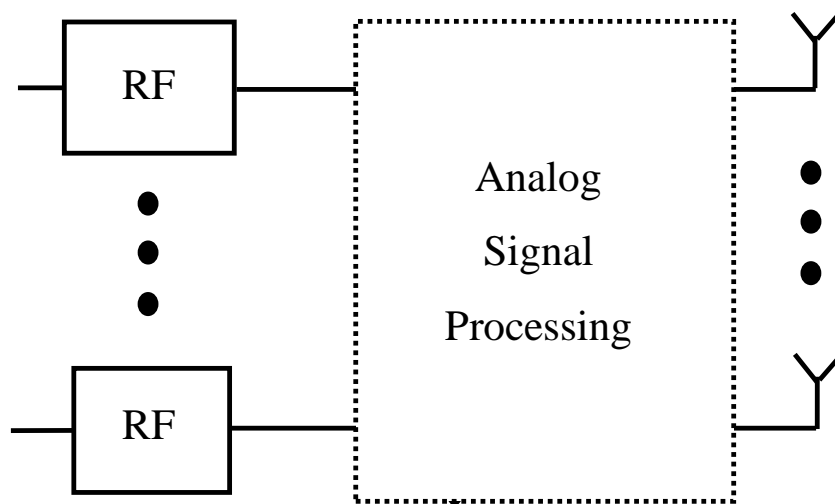 RF
Analog
Signal
Processing
RF